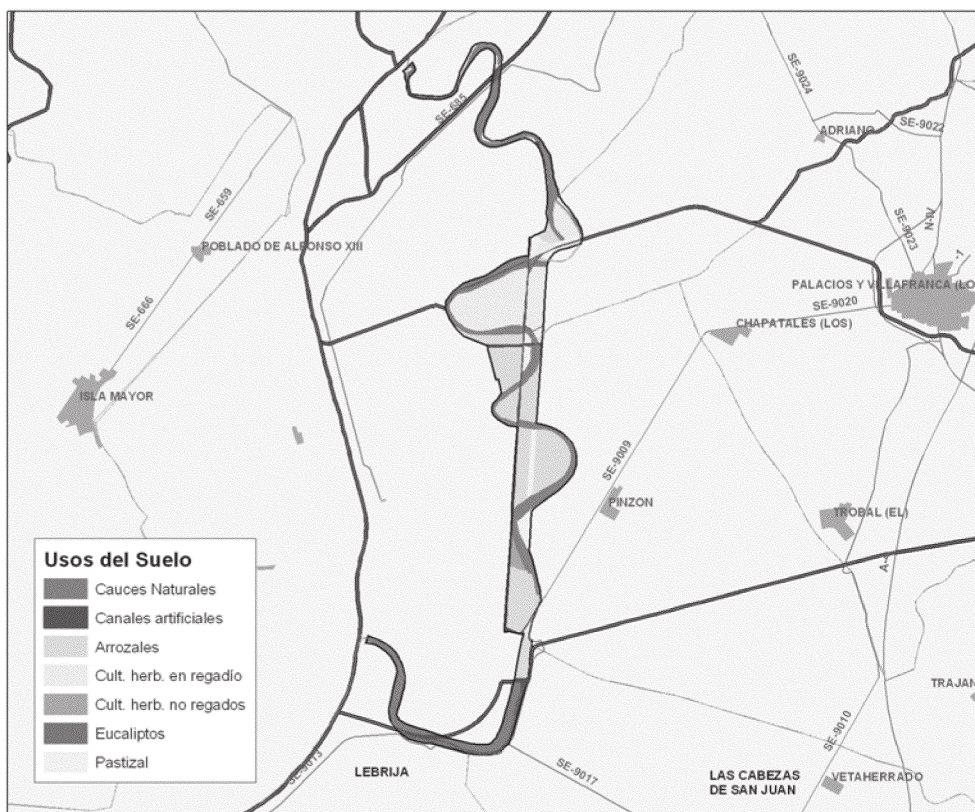 SE-9024
SE-685
SE-9022
ADRIANO
SE-659
SE-9023
N-IV
POBLADO DE ALFONSO XIII
-1
PALACIOS Y VILLAFRANCA (LO
SE-9020
SE-666
CHAPATALES (LOS)
ISLA MAYOR
SE-9009
PINZON
TROBAL (EL)
Usos del Suelo
Cauces Naturales
Canales artificiales
Arrozales
Cult. herb. en regadío
Cult. herb. no regados
Eucaliptos
Pastizal
TRAJAN
SE-9010
SE-9013
LEBRIJA
SE-9017
LAS CABEZAS
DE SAN JUAN
VETAHERRADO